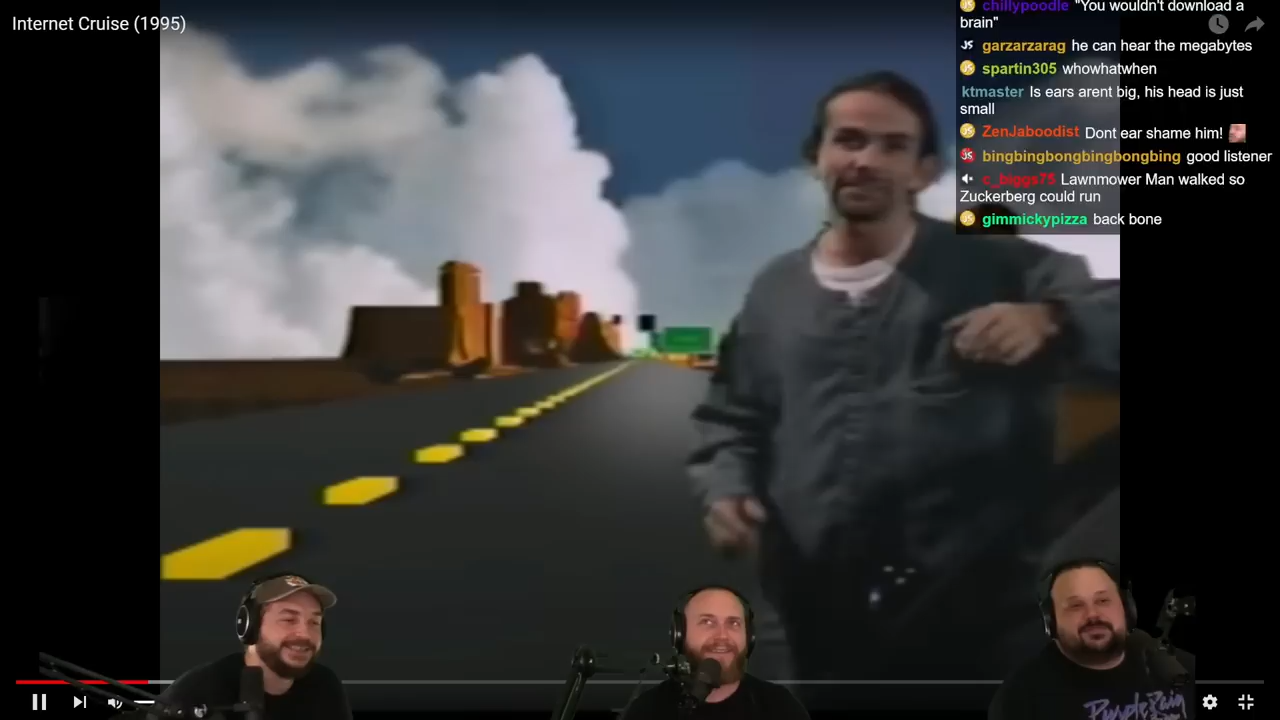 Internet Cruise (1995)
chillypoodle "You wouldn't download a
brain"
garzarzarag he can hear the megabytes
spartin305 whowhatwhen
ktmaster Is ears arent big, his head is just
small
ZenJaboodist Dont ear shame him!
bingbingbongbingbongbing good listener
c_biggs75 Lawnmower Man walked so
Zuckerberg could run
gimmickypizza back bone
Purple Rain